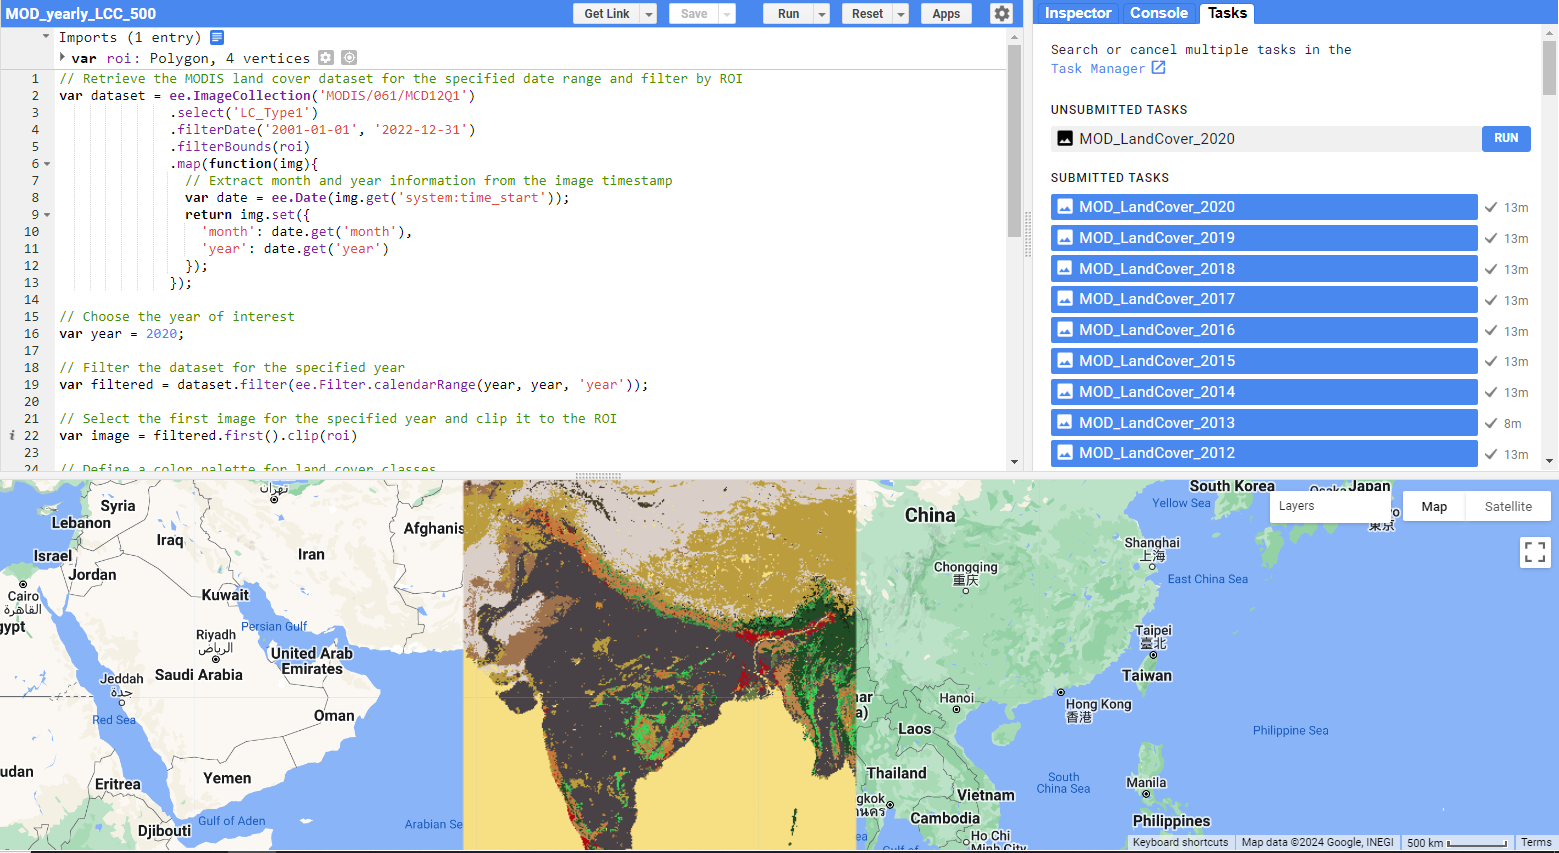 MOD_yearly_LCC_500
Get Link
Save
Run
Reset
Apps
Inspector
Console
Tasks
Imports (1 entry)
var roi: Polygon, 4 vertices
1 // Retrieve the MODIS land cover dataset for the specified date range and filter by ROI
2 var dataset = ee.ImageCollection('MODIS/061/MCD12Q1')
3 .select('LC_Type1')
4 .filterDate('2001-01-01', '2022-12-31')
5 .filterBounds(roi)
6 .map(function(img){
7 // Extract month and year information from the image timestamp
8 var date = ee.Date(img.get('system:time_start'));
9 return img.set({
10 'month': date.get('month'),
11 'year': date.get('year')
12 });
13 });
14
15 // Choose the year of interest
16 var year = 2020;
17
18 // Filter the dataset for the specified year
19 var filtered = dataset.filter(ee.Filter.calendarRange(year, year, 'year'));
20
21 // Select the first image for the specified year and clip it to the ROI
i 22 var image = filtered.first().clip(roi)
23
24 // Define a color palette for land cover classes
Search or cancel multiple tasks in the
Task Manager
UNSUBMITTED TASKS
MOD_LandCover_2020 RUN
SUBMITTED TASKS
MOD_LandCover_2020 13m
MOD_LandCover_2019 13m
MOD_LandCover_2018 13m
MOD_LandCover_2017 13m
MOD_LandCover_2016 13m
MOD_LandCover_2015 13m
MOD_LandCover_2014 13m
MOD_LandCover_2013 8m
MOD_LandCover_2012 13m
Layers
Map
Satellite
Syria
تهران
Lebanon
Iraq
Iran
Afghanis
Israel
Jordan
Cairo
القاهرة
gypt
Kuwait
Persian Gulf
Riyadh
الرياض
United Arab
Emirates
Saudi Arabia
Jeddah
جدة
Red Sea
Oman
udan
Eritrea
Yemen
Djibouti
Gulf of Aden
Arabian Se
South Korea
Osaka
Japan
東京
Yellow Sea
China
Shanghai
上海
Chongqing
重庆
East China Sea
Taipei
臺北
Taiwan
Hanoi
Hong Kong
香港
nar
a)
Laos
Philippine Sea
Thailand
South
China Sea
Manila
Vietnam
gkok
Cambodia
Philippines
ea
Gulf of
Ho Chi
Minh City
Keyboard shortcuts
Map data ©2024 Google, INEGI
500 km
Terms